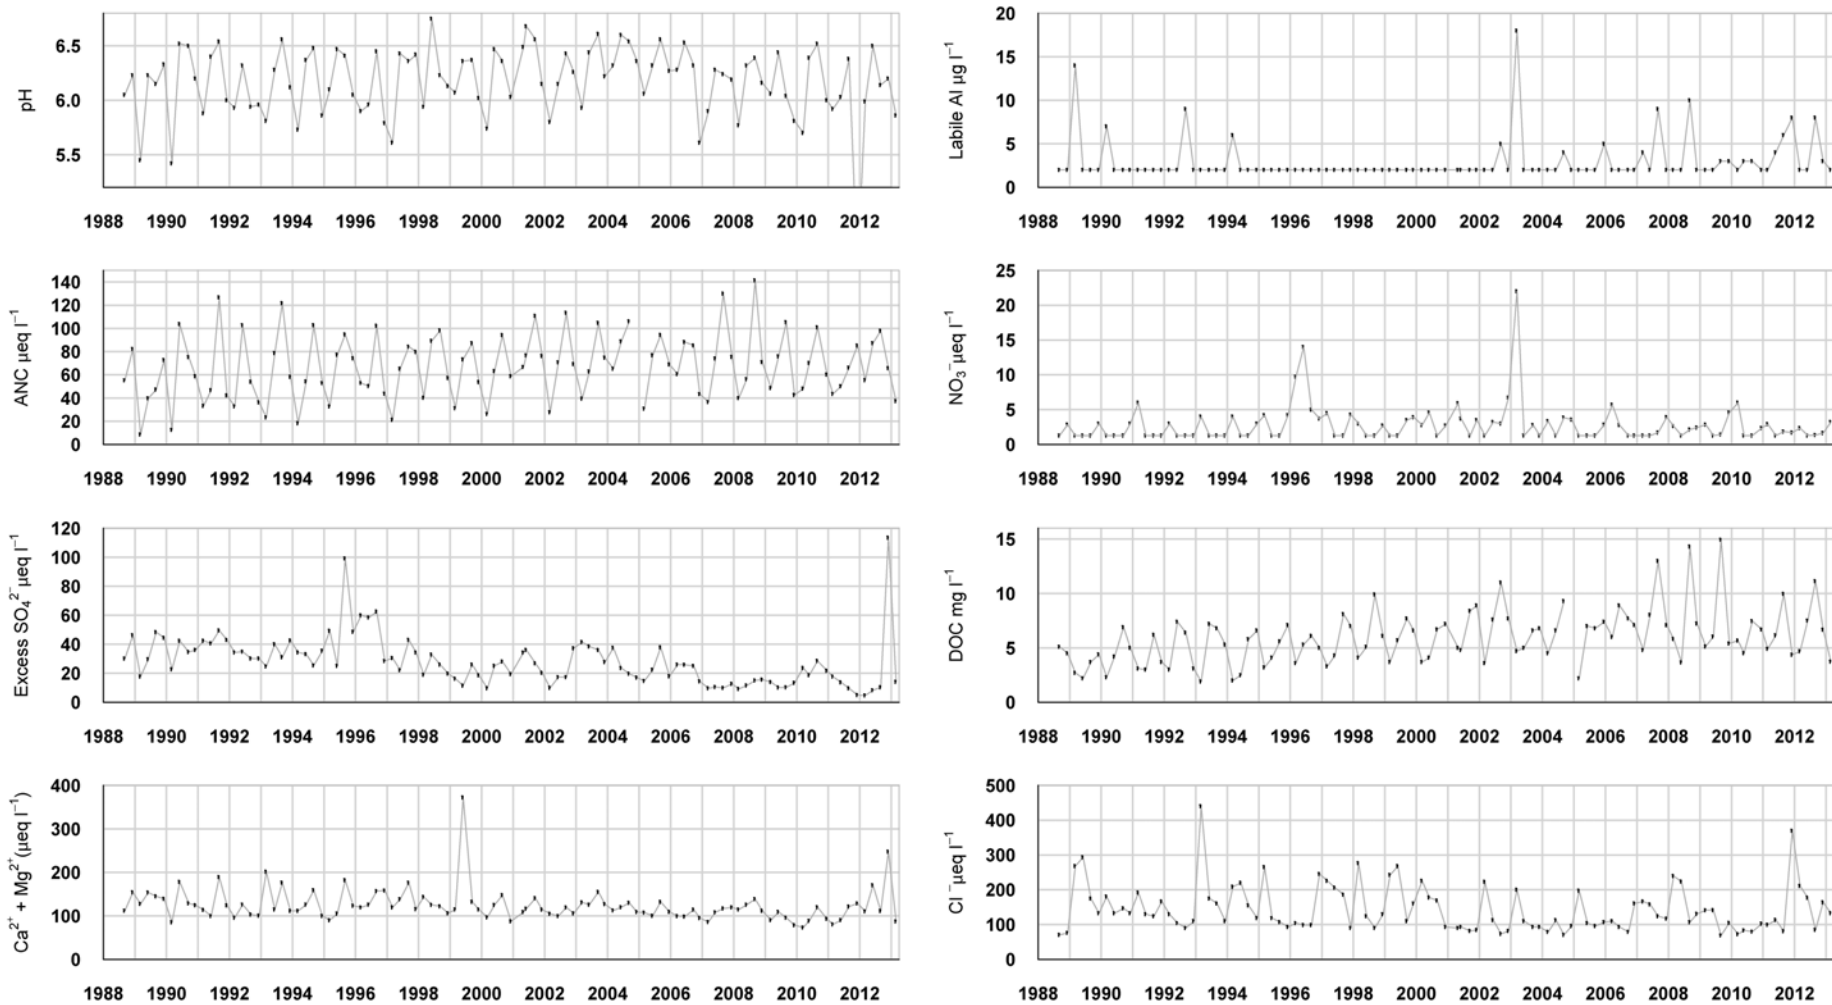 pH
6.5
6.0
5.5
1988 1990 1992 1994 1996 1998 2000 2002 2004 2006 2008 2010 2012
Labile Al µg l⁻¹
20
15
10
5
0
1988 1990 1992 1994 1996 1998 2000 2002 2004 2006 2008 2010 2012
ANC µeq l⁻¹
140
120
100
80
60
40
20
0
1988 1990 1992 1994 1996 1998 2000 2002 2004 2006 2008 2010 2012
NO₃⁻ µeq l⁻¹
25
20
15
10
5
0
1988 1990 1992 1994 1996 1998 2000 2002 2004 2006 2008 2010 2012
Excess SO₄²⁻ µeq l⁻¹
120
100
80
60
40
20
0
1988 1990 1992 1994 1996 1998 2000 2002 2004 2006 2008 2010 2012
DOC mg l⁻¹
15
10
5
0
1988 1990 1992 1994 1996 1998 2000 2002 2004 2006 2008 2010 2012
Ca²⁺ + Mg²⁺ (µeq l⁻¹)
400
300
200
100
0
1988 1990 1992 1994 1996 1998 2000 2002 2004 2006 2008 2010 2012
Cl⁻ µeq l⁻¹
500
400
300
200
100
0
1988 1990 1992 1994 1996 1998 2000 2002 2004 2006 2008 2010 2012